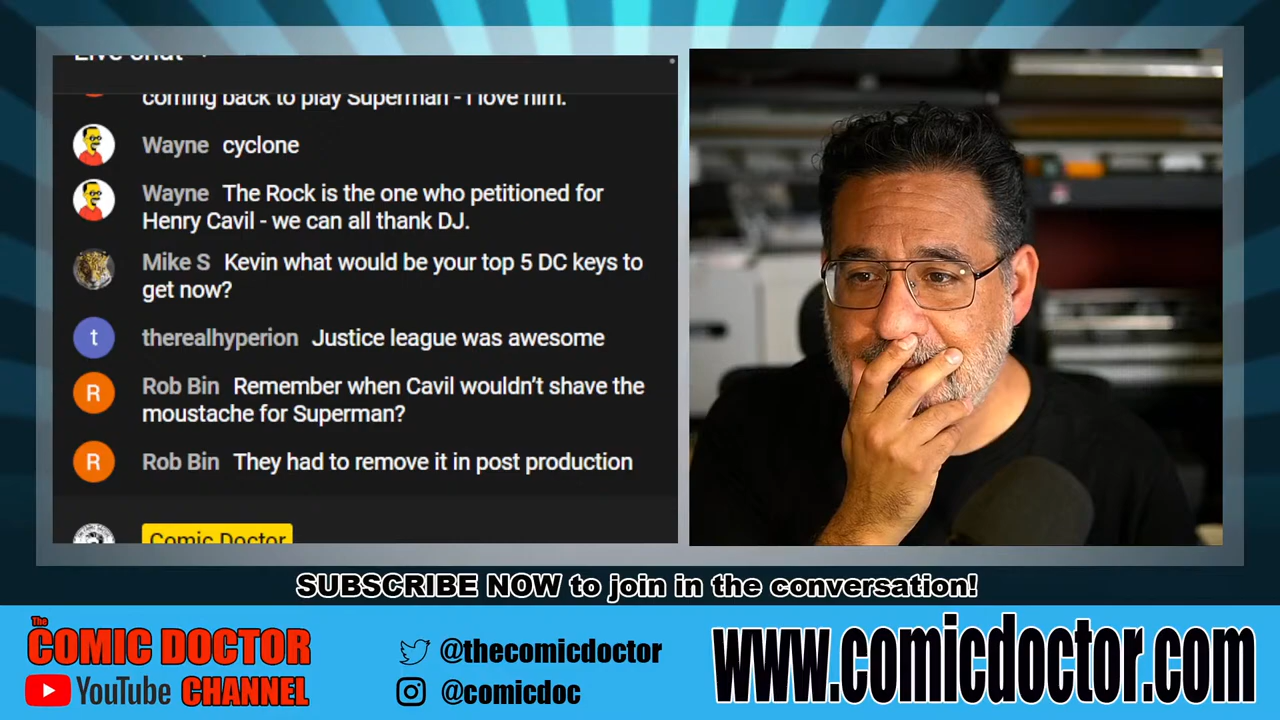 Live chat
coming back to play Superman - I love him.
Wayne cyclone
Wayne The Rock is the one who petitioned for
Henry Cavil - we can all thank DJ.
Mike S Kevin what would be your top 5 DC keys to
get now?
t therealhyperion Justice league was awesome
R Rob Bin Remember when Cavil wouldn't shave the
moustache for Superman?
R Rob Bin They had to remove it in post production
Comic Doctor
SUBSCRIBE NOW to join in the conversation!
The
COMIC DOCTOR
YouTube CHANNEL
@thecomicdoctor
@comicdoc
www.comicdoctor.com